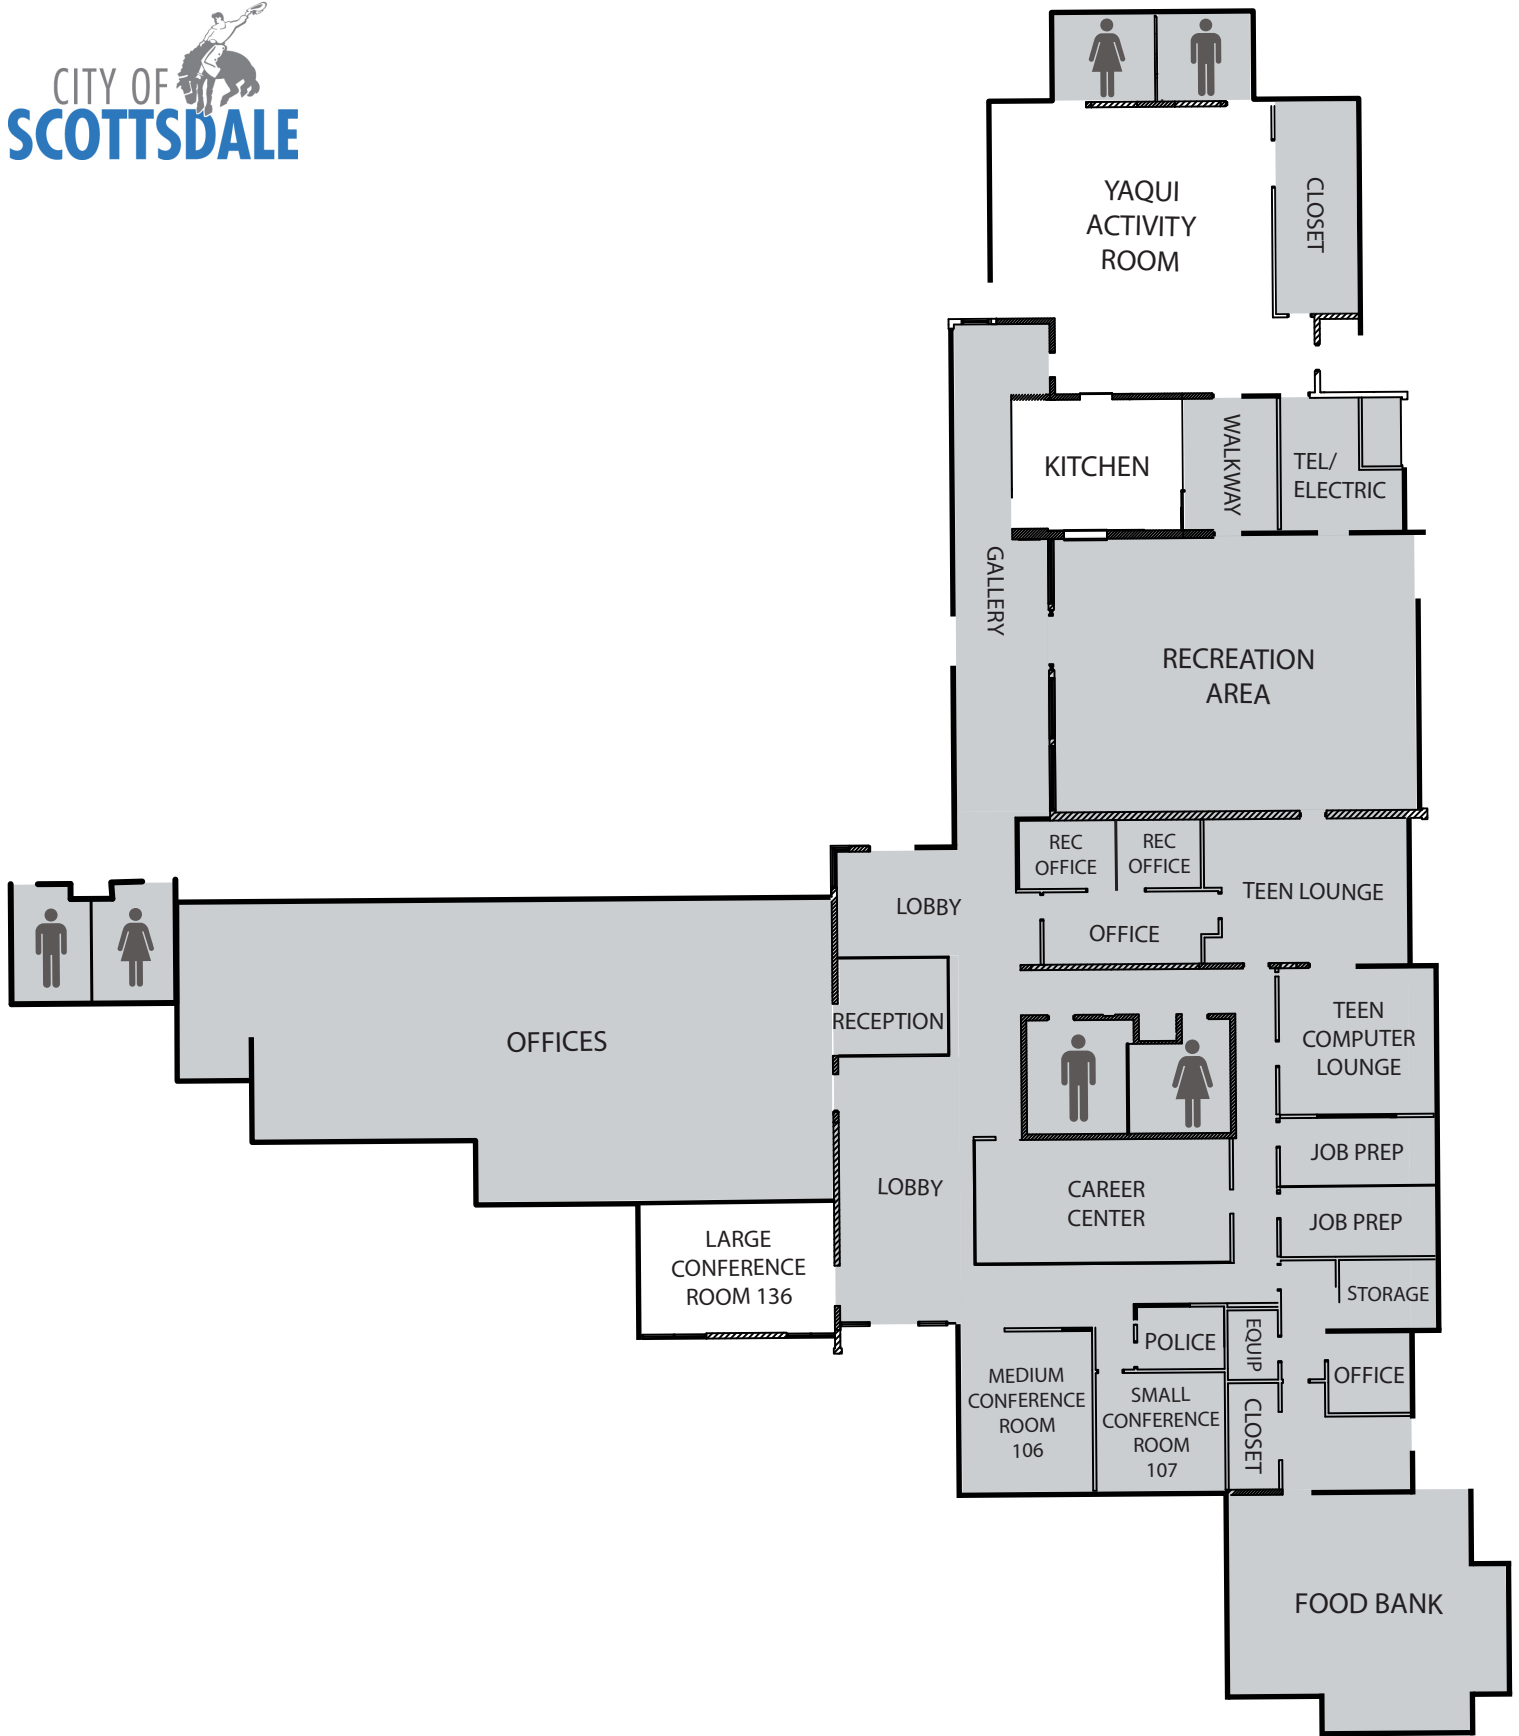 CITY OF
SCOTTSDALE
YAQUI
ACTIVITY
ROOM
CLOSET
KITCHEN
WALKWAY
TEL/
ELECTRIC
GALLERY
RECREATION
AREA
REC
OFFICE
REC
OFFICE
TEEN LOUNGE
LOBBY
OFFICE
OFFICES
RECEPTION
TEEN
COMPUTER
LOUNGE
JOB PREP
LOBBY
CAREER
CENTER
JOB PREP
LARGE
CONFERENCE
ROOM 136
STORAGE
POLICE
EQUIP
OFFICE
MEDIUM
CONFERENCE
ROOM
106
SMALL
CONFERENCE
ROOM
107
CLOSET
FOOD BANK